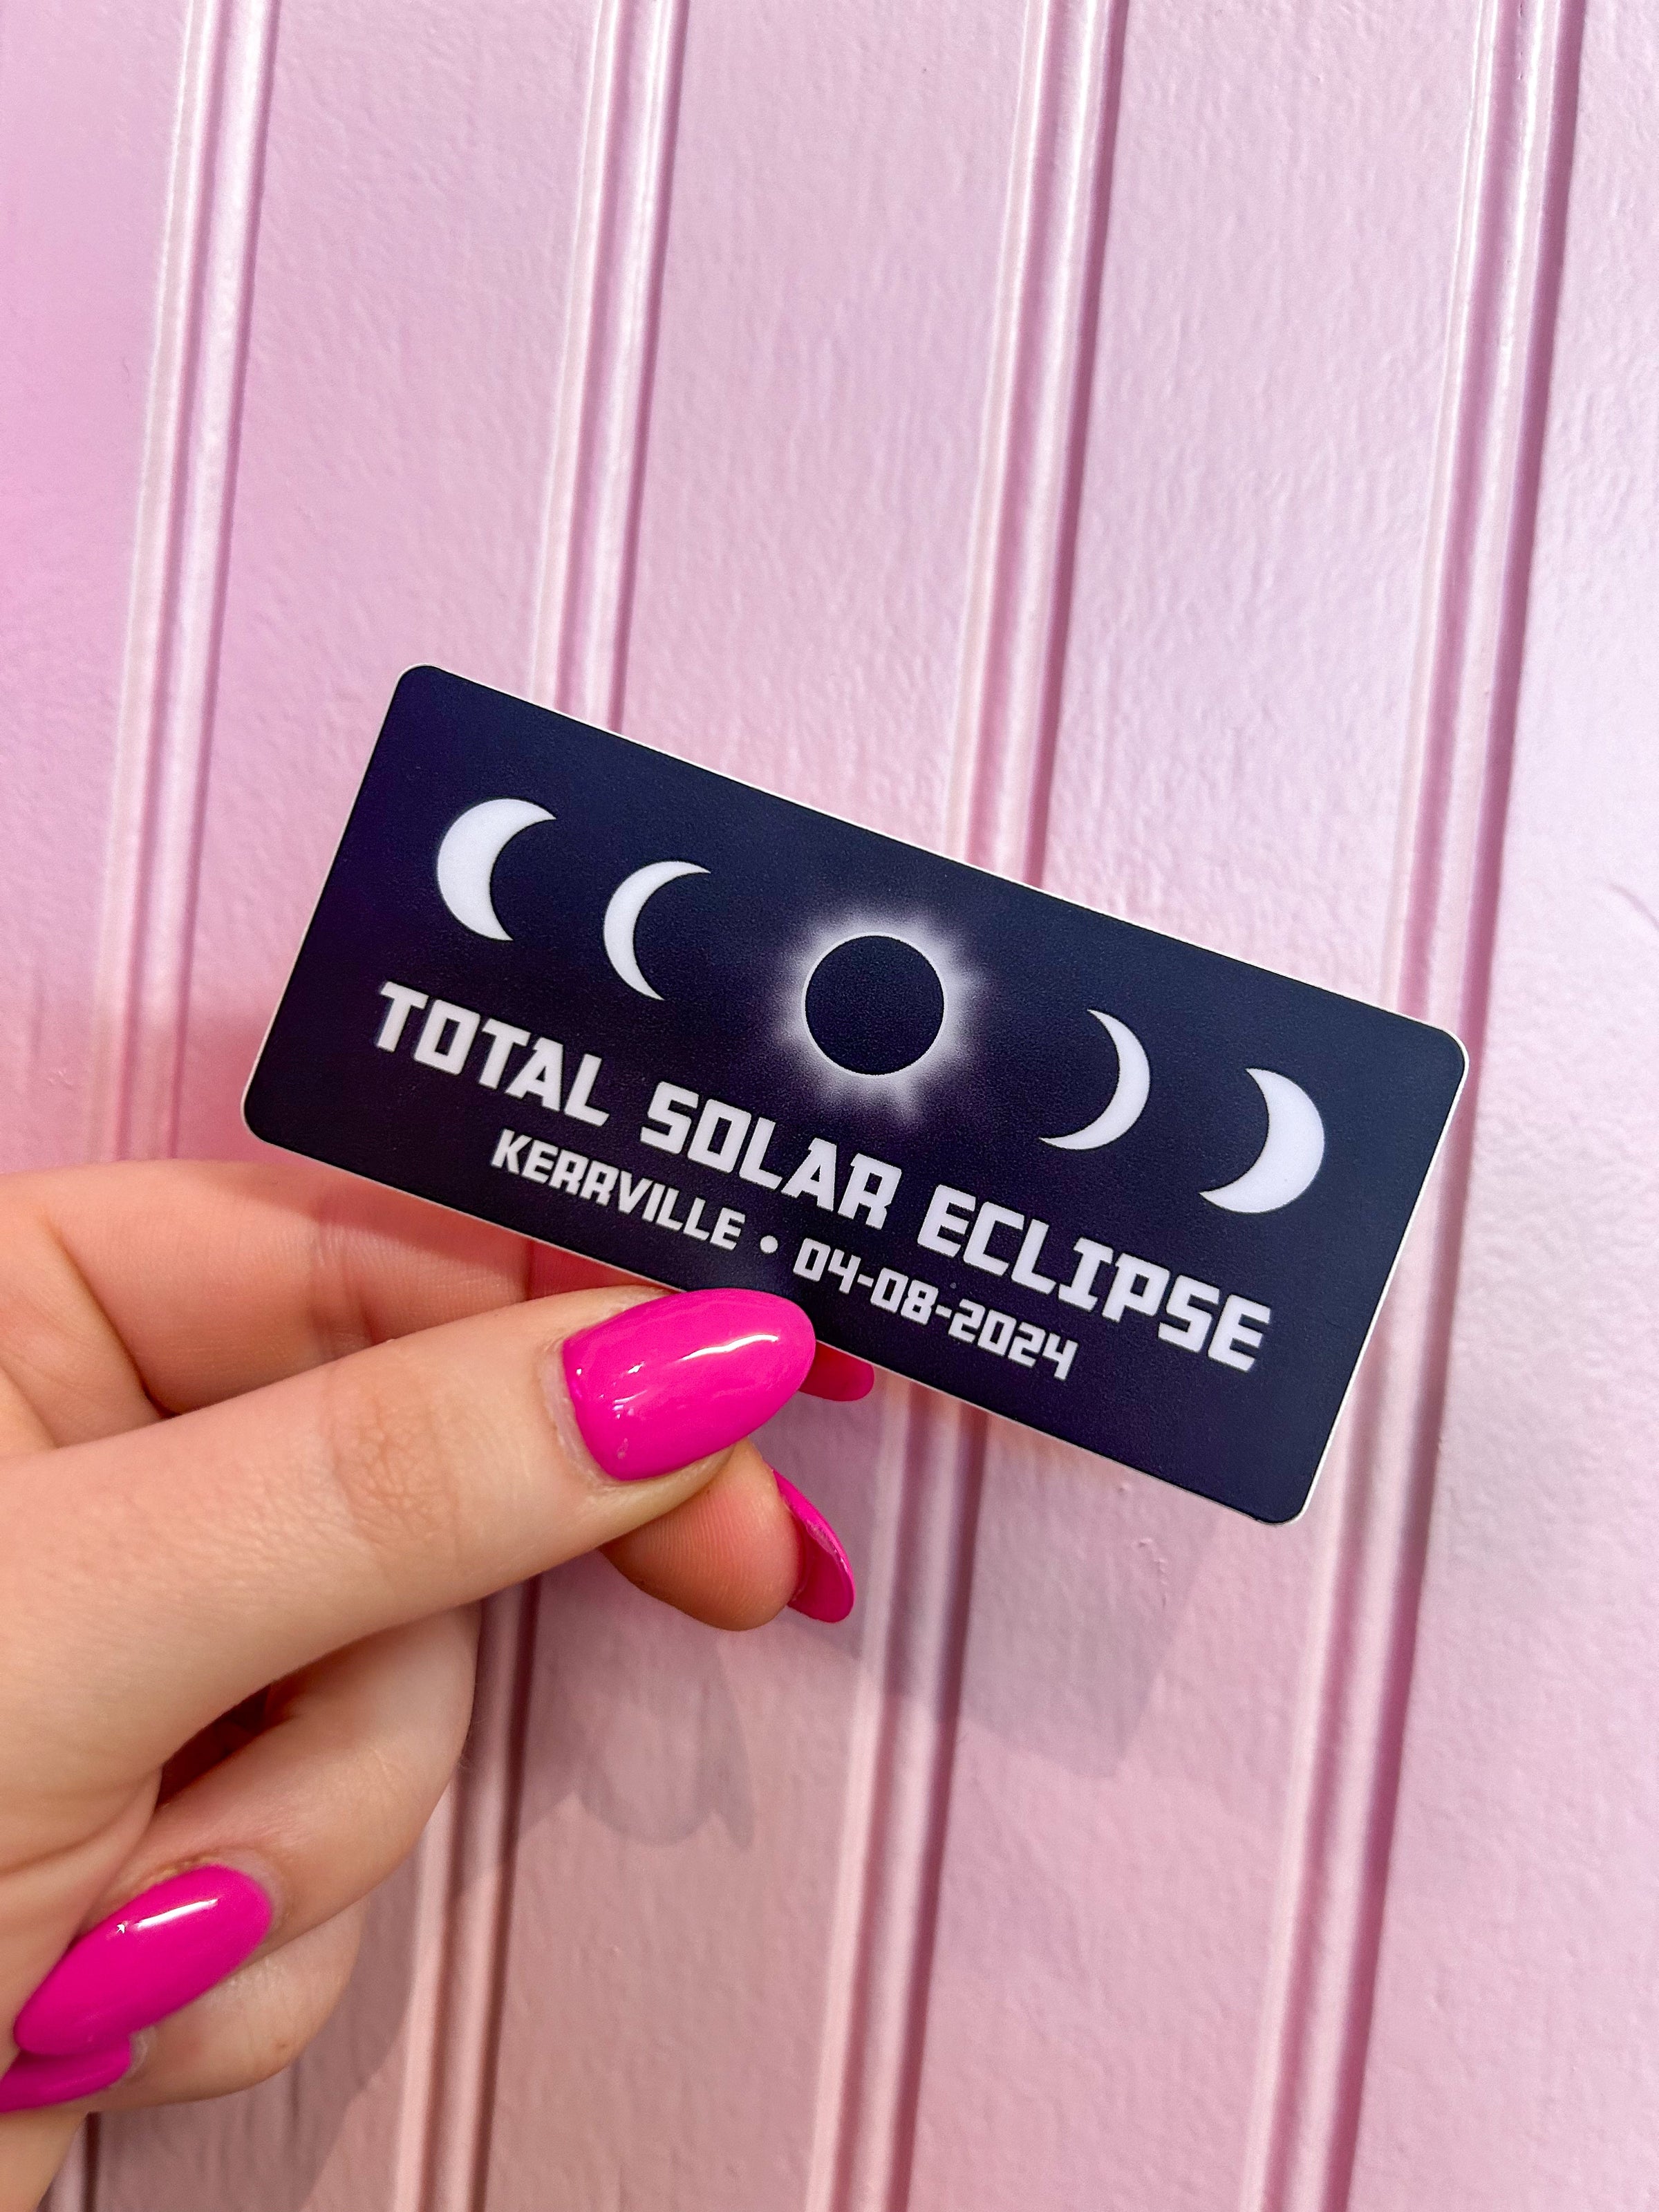 TOTAL SOLAR ECLIPSE
KERRVILLE • 04-08-2024